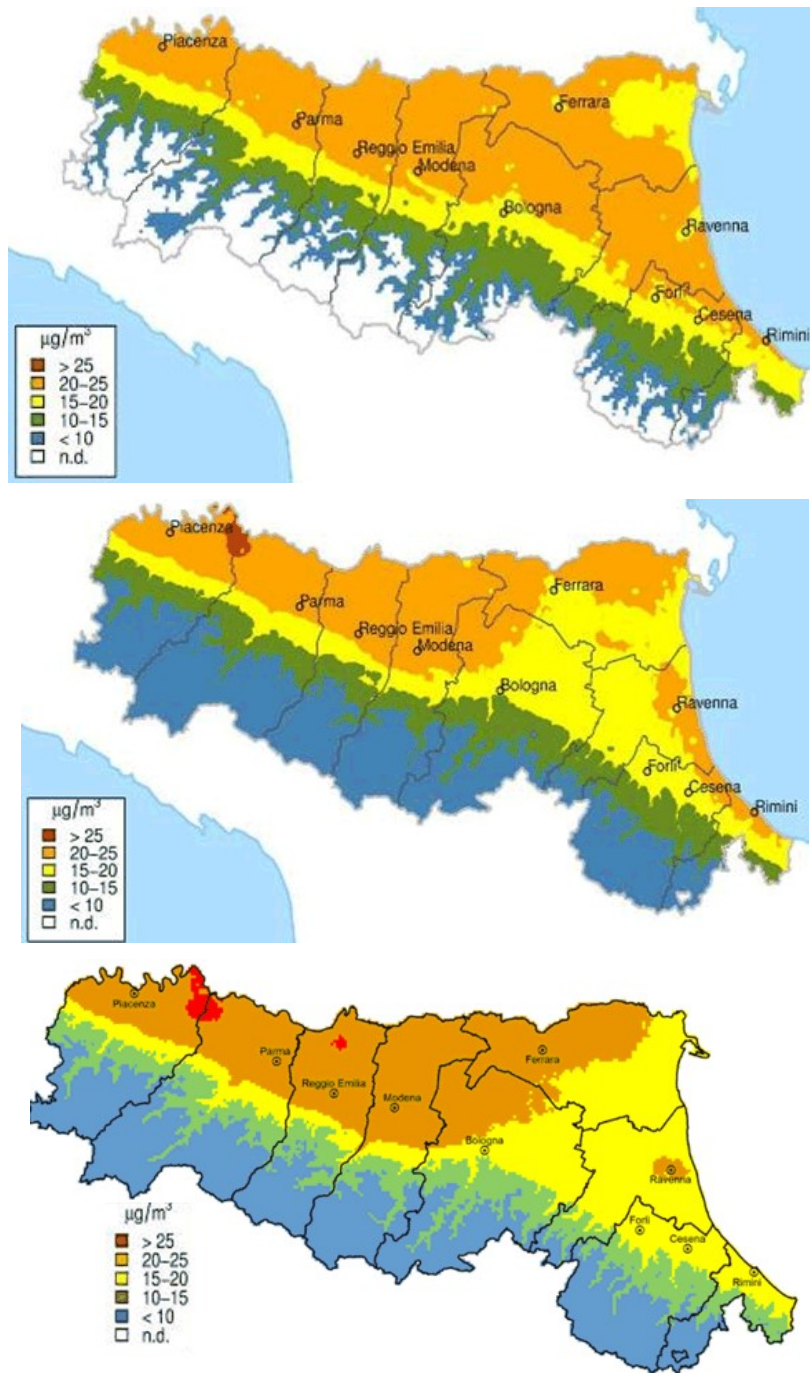 Piacenza
Parma
Reggio Emilia
Modena
Ferrara
Bologna
Ravenna
Forlì
Cesena
Rimini
µg/m³
> 25
20–25
15–20
10–15
< 10
n.d.
Piacenza
Parma
Reggio Emilia
Modena
Ferrara
Bologna
Ravenna
Forlì
Cesena
Rimini
µg/m³
> 25
20–25
15–20
10–15
< 10
n.d.
Piacenza
Parma
Reggio Emilia
Modena
Ferrara
Bologna
Ravenna
Forlì
Cesena
Rimini
µg/m³
> 25
20–25
15–20
10–15
< 10
n.d.